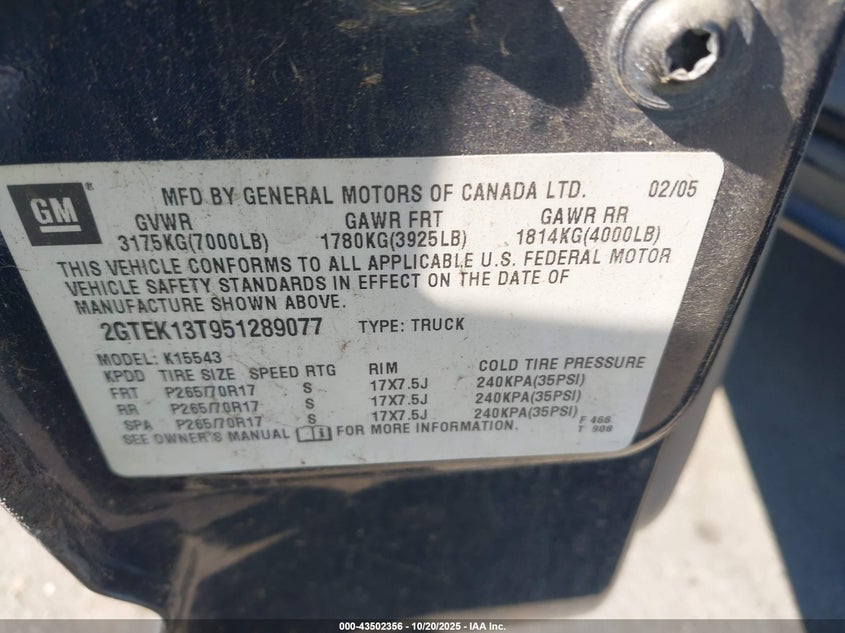 GM®
MFD BY GENERAL MOTORS OF CANADA LTD. 02/05
GVWR GAWR FRT GAWR RR
3175KG(7000LB) 1780KG(3925LB) 1814KG(4000LB)
THIS VEHICLE CONFORMS TO ALL APPLICABLE U.S. FEDERAL MOTOR
VEHICLE SAFETY STANDARDS IN EFFECT ON THE DATE OF
MANUFACTURE SHOWN ABOVE.
2GTEK13T951289077 TYPE: TRUCK
MODEL: K15543
KPDD TIRE SIZE SPEED RTG RIM COLD TIRE PRESSURE
FRT P265/70R17 S 17X7.5J 240KPA(35PSI)
RR P265/70R17 S 17X7.5J 240KPA(35PSI)
SPA P265/70R17 S 17X7.5J 240KPA(35PSI)
SEE OWNER'S MANUAL FOR MORE INFORMATION.
F 466
T 908
000-43502356 | 10/20/2025 | IAA Inc.